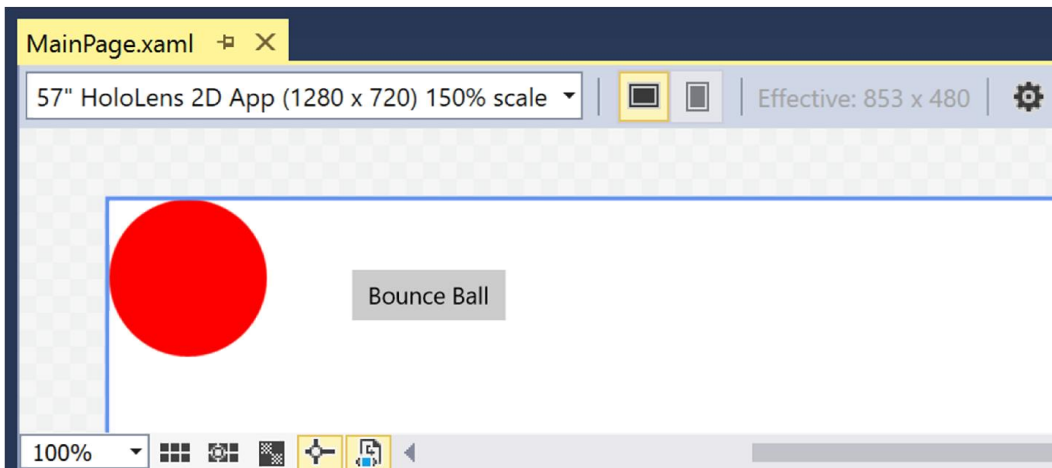 MainPage.xaml
57" HoloLens 2D App (1280 x 720) 150% scale
Effective: 853 x 480
Bounce Ball
100%